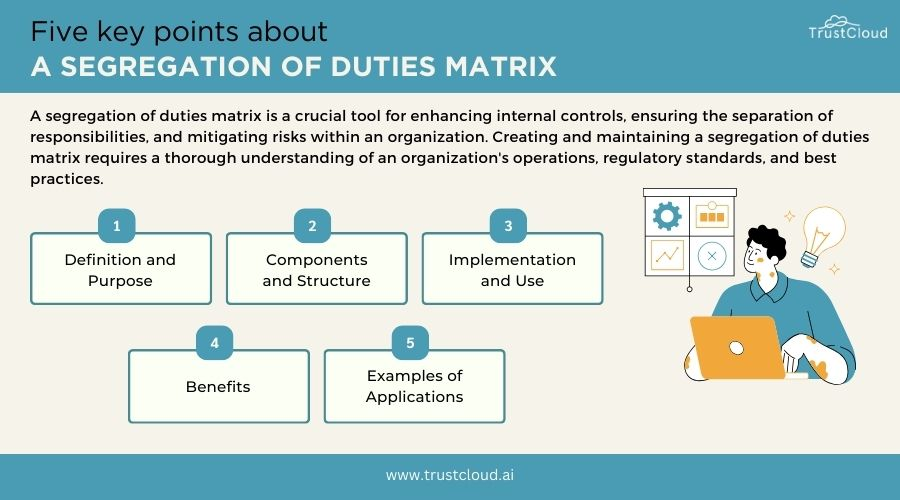 Five key points about
A SEGREGATION OF DUTIES MATRIX
TrustCloud
A segregation of duties matrix is a crucial tool for enhancing internal controls, ensuring the separation of
responsibilities, and mitigating risks within an organization. Creating and maintaining a segregation of duties
matrix requires a thorough understanding of an organization's operations, regulatory standards, and best
practices.
1
Definition and
Purpose
2
Components
and Structure
3
Implementation
and Use
4
Benefits
5
Examples of
Applications
www.trustcloud.ai